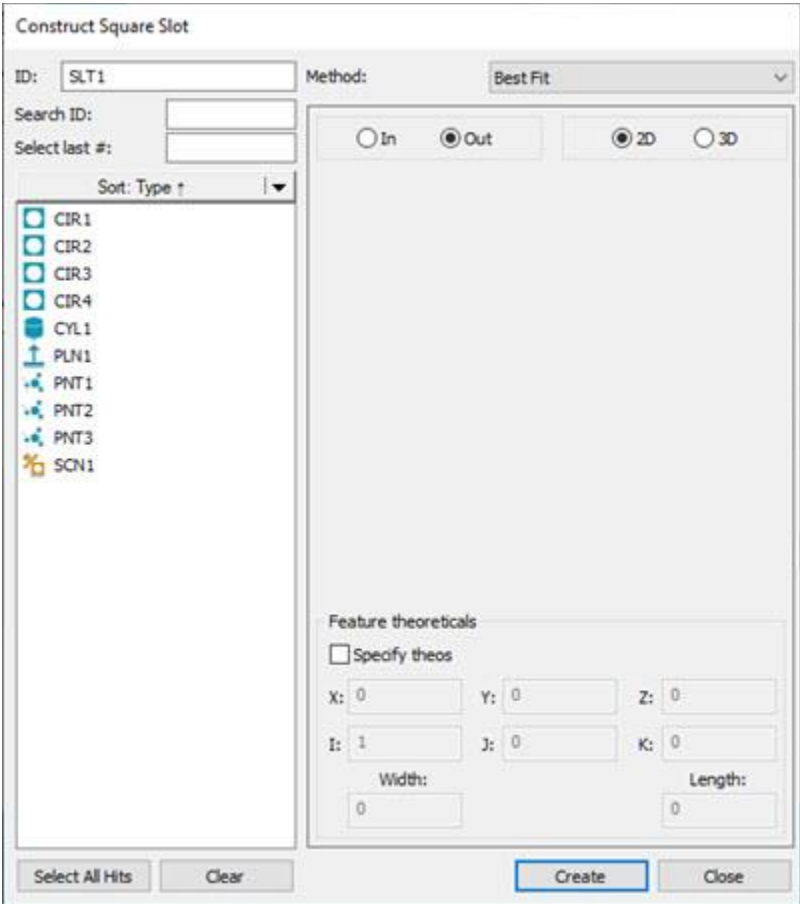 Construct Square Slot
ID: SLT1 Method: Best Fit
Search ID:
Select last #:
In Out 2D 3D
Sort: Type ↑
CIR1
CIR2
CIR3
CIR4
CYL1
PLN1
PNT1
PNT2
PNT3
SCN1
Feature theoreticals
Specify theos
X: 0 Y: 0 Z: 0
I: 1 J: 0 K: 0
Width: Length:
0 0
Select All Hits Clear Create Close